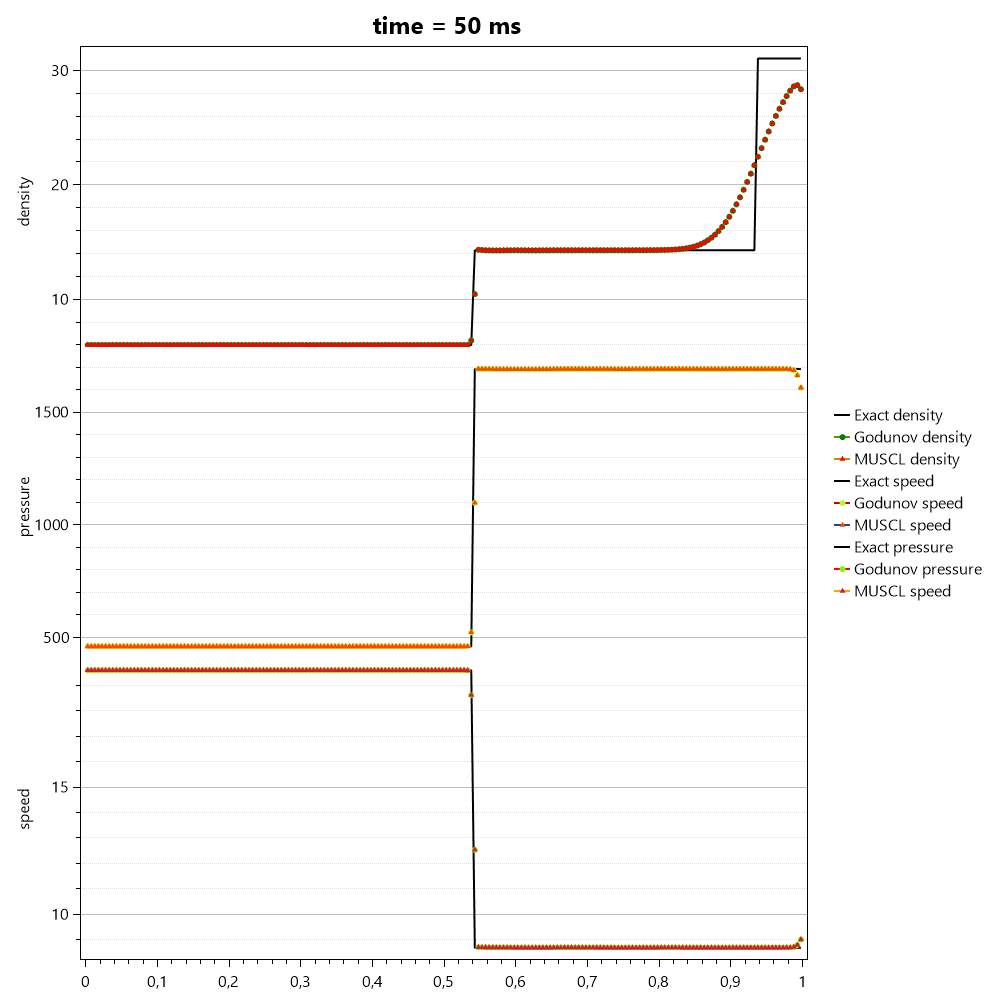 time = 50 ms
density
30
20
10
pressure
1500
1000
500
speed
15
10
0
0,1
0,2
0,3
0,4
0,5
0,6
0,7
0,8
0,9
1
Exact density
Godunov density
MUSCL density
Exact speed
Godunov speed
MUSCL speed
Exact pressure
Godunov pressure
MUSCL speed